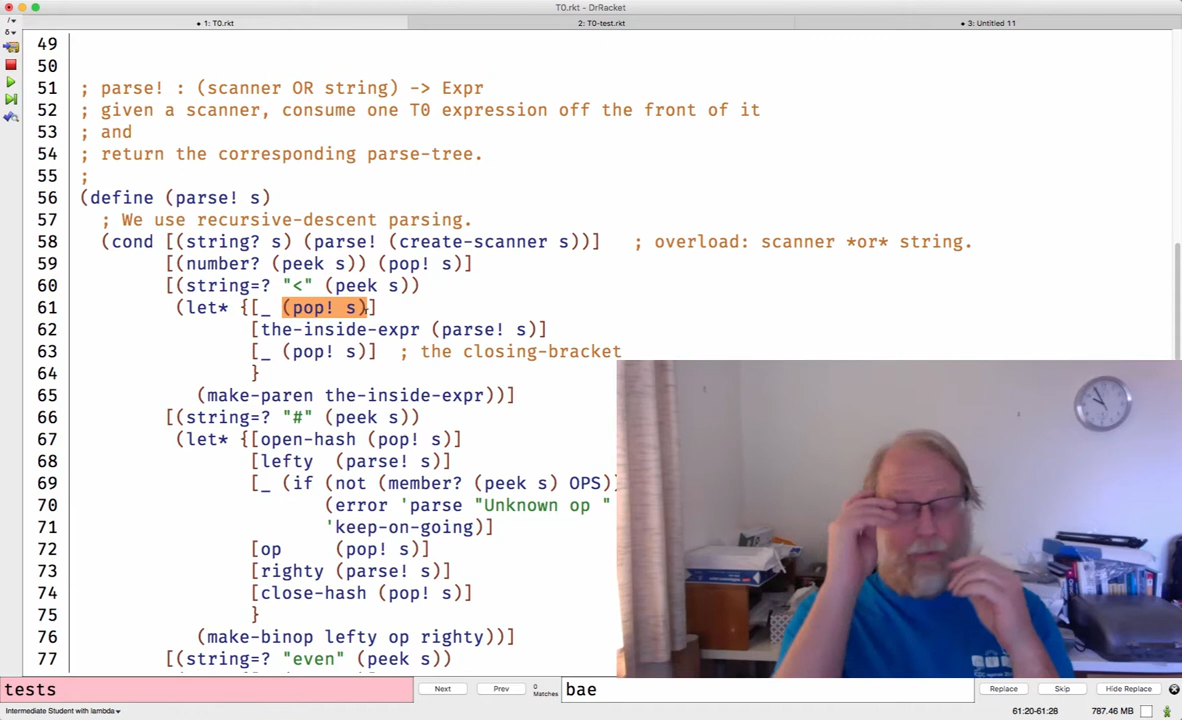 T0.rkt - DrRacket
1: T0.rkt
2: T0-test.rkt
3: Untitled 11
49
50
51 ; parse! : (scanner OR string) -> Expr
52 ; given a scanner, consume one T0 expression off the front of it
53 ; and
54 ; return the corresponding parse-tree.
55 ;
56 (define (parse! s)
57 ; We use recursive-descent parsing.
58 (cond [(string? s) (parse! (create-scanner s))] ; overload: scanner *or* string.
59 [(number? (peek s)) (pop! s)]
60 [(string=? "<" (peek s))
61 (let* {[_ (pop! s)]
62 [the-inside-expr (parse! s)]
63 [_ (pop! s)] ; the closing-bracket
64 }
65 (make-paren the-inside-expr))]
66 [(string=? "#" (peek s))
67 (let* {[open-hash (pop! s)]
68 [lefty (parse! s)]
69 [_ (if (not (member? (peek s) OPS)
70 (error 'parse "Unknown op "
71 'keep-on-going)]
72 [op (pop! s)]
73 [righty (parse! s)]
74 [close-hash (pop! s)]
75 }
76 (make-binop lefty op righty))]
77 [(string=? "even" (peek s))
tests
Next
Prev
0
Matches
bae
Replace
Skip
Hide Replace
Intermediate Student with lambda
61:20-61:28
787.46 MB